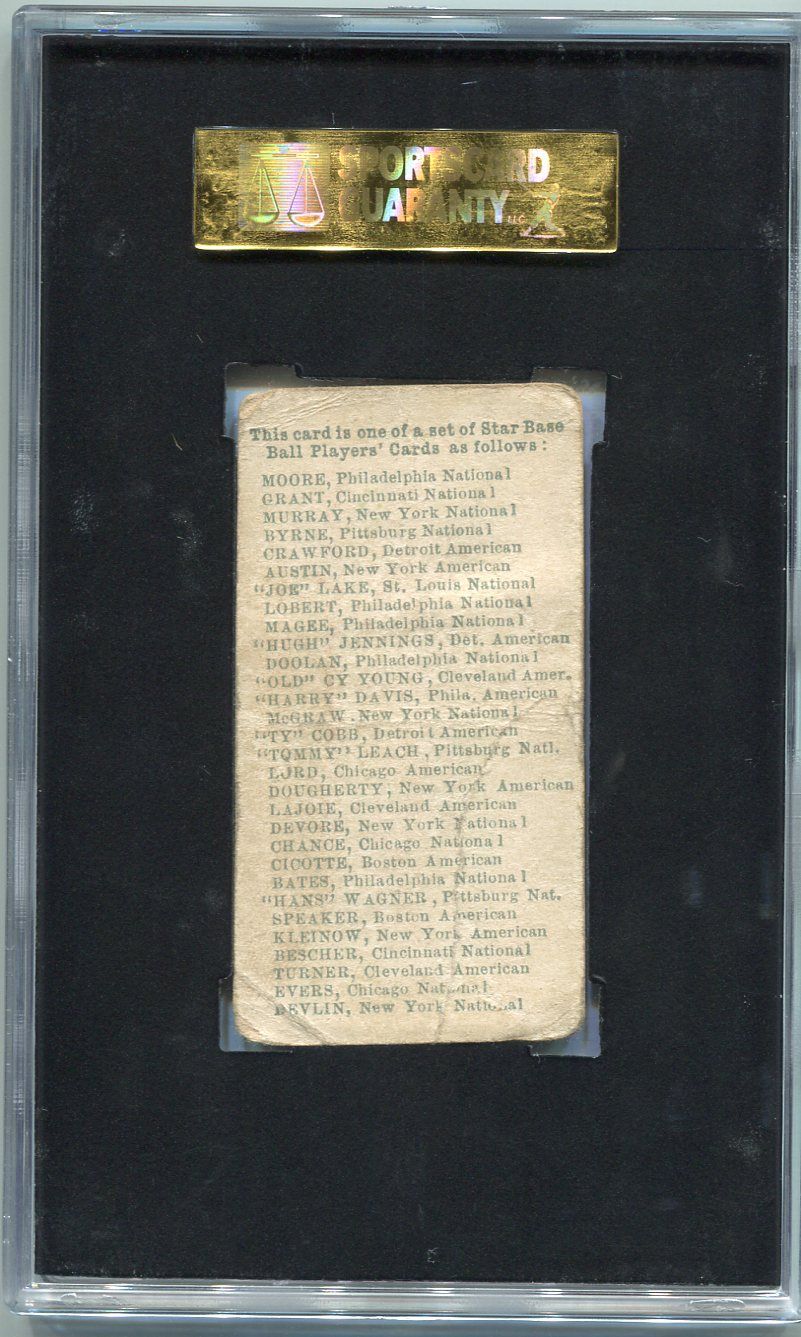 SPORTSCARD
GUARANTY LLC
This card is one of a set of Star Base
Ball Players' Cards as follows:
MOORE, Philadelphia National
GRANT, Cincinnati National
MURRAY, New York National
BYRNE, Pittsburg National
CRAWFORD, Detroit American
AUSTIN, New York American
"JOE" LAKE, St. Louis National
LOBERT, Philadelphia National
MAGEE, Philadelphia National
"HUGH" JENNINGS, Det. American
DOOLAN, Philadelphia National
"OLD" CY YOUNG, Cleveland Amer.
"HARRY" DAVIS, Phila. American
McGRAW. New York National
"TY" COBB, Detroit American
"TOMMY" LEACH, Pittsburg Natl.
LORD, Chicago American
DOUGHERTY, New York American
LAJOIE, Cleveland American
DEVORE, New York National
CHANCE, Chicago National
CICOTTE, Boston American
BATES, Philadelphia National
"HANS" WAGNER, Pittsburg Nat.
SPEAKER, Boston American
KLEINOW, New York American
BESCHER, Cincinnati National
TURNER, Cleveland American
EVERS, Chicago National
DEVLIN, New York National